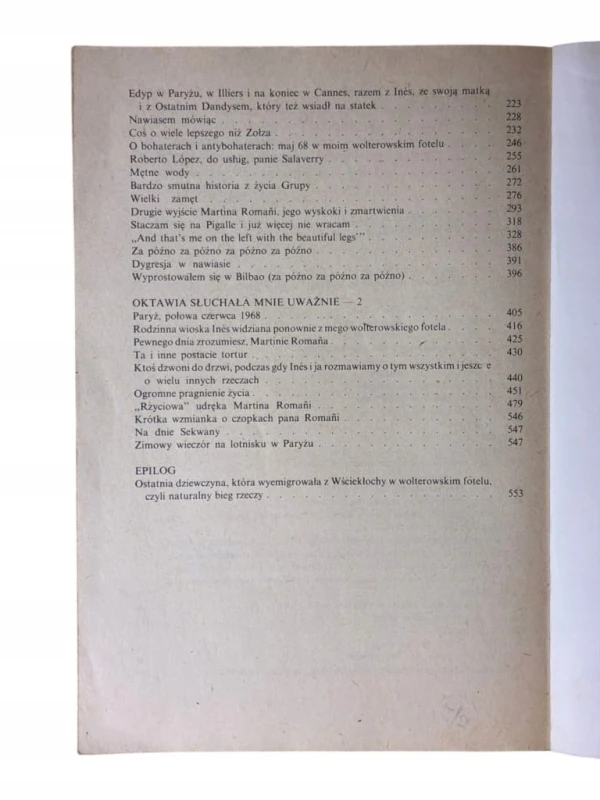 Edyp w Paryżu, w Illiers i na koniec w Cannes, razem z Inés, ze swoją matką
i z Ostatnim Dandysem, który też wsiadł na statek . . . . . . . 223
Nawiasem mówiąc . . . . . . . 228
Coś o wiele lepszego niż Zołza . . . . . . . 232
O bohaterach i antybohaterach: maj 68 w moim wolterowskim fotelu . . . . 246
Roberto López, do usług, panie Salaverry . . . . . . . 255
Mętne wody . . . . . . . 261
Bardzo smutna historia z życia Grupy . . . . . . . 272
Wielki zamęt . . . . . . . 276
Drugie wyjście Martina Romañi, jego wyskoki i zmartwienia . . . . . . . 293
Staczam się na Pigalle i już więcej nie wracam . . . . . . . 318
„And that's me on the left with the beautiful legs'” . . . . . . . 328
Za późno za późno za późno za późno . . . . . . . 386
Dygresja w nawiasie . . . . . . . 391
Wyprostowałem się w Bilbao (za późno za późno za późno) . . . . . . . 396
OKTAWIA SŁUCHAŁA MNIE UWAŻNIE — 2
Paryż, połowa czerwca 1968 . . . . . . . 405
Rodzinna wioska Inés widziana ponownie z mego wolterowskiego fotela . . . . 416
Pewnego dnia zrozumiesz, Martinie Romaña . . . . . . . 425
Ta i inne postacie tortur . . . . . . . 430
Ktoś dzwoni do drzwi, podczas gdy Inés i ja rozmawiamy o tym wszystkim i jeszc e
o wielu innych rzeczach . . . . . . . 440
Ogromne pragnienie życia . . . . . . . 451
„Rżyciowa” udręka Martina Romañi . . . . . . . 479
Krótka wzmianka o czopkach pana Romañi . . . . . . . 546
Na dnie Sekwany . . . . . . . 547
Zimowy wieczór na lotnisku w Paryżu . . . . . . . 547
EPILOG
Ostatnia dziewczyna, która wyemigrowała z Wściekłochy w wolterowskim fotelu,
czyli naturalny bieg rzeczy . . . . . . . 553